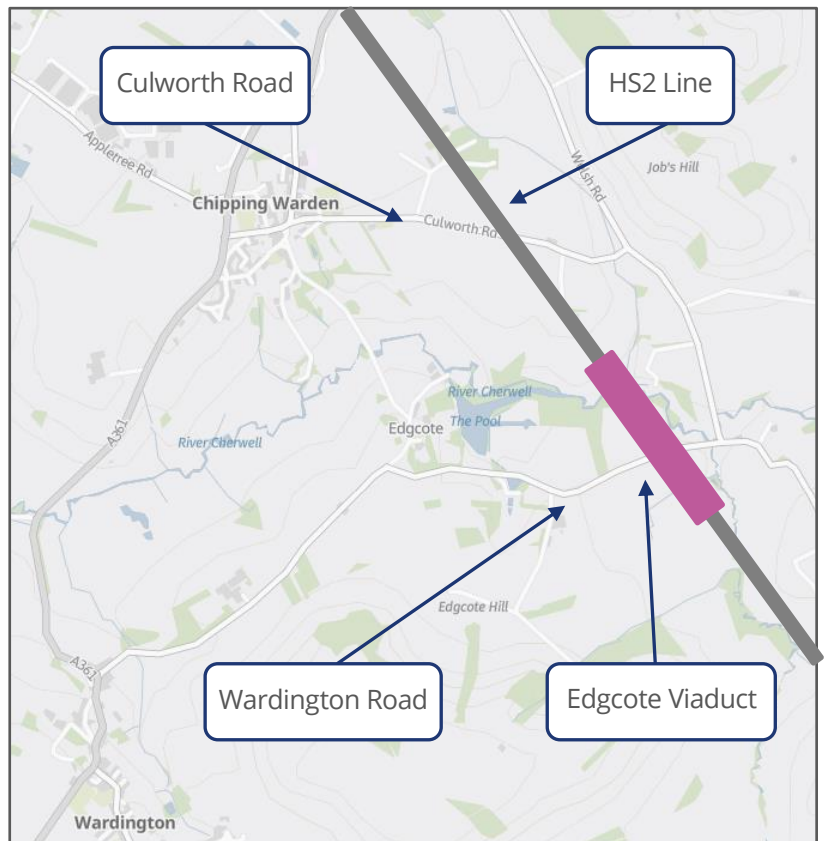 Culworth Road
HS2 Line
Appletree Rd
Welsh Rd
Job's Hill
Chipping Warden
Culworth Rd
River Cherwell
The Pool
Edgcote
A361
River Cherwell
Edgcote Hill
A361
Wardington Road
Edgcote Viaduct
Wardington